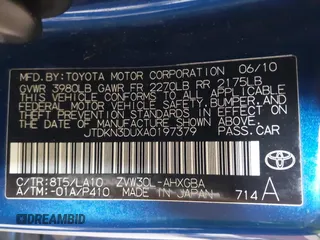 MFD.BY: TOYOTA MOTOR CORPORATION 06/10
GVWR 3980LB GAWR FR 2270LB RR 2175LB
THIS VEHICLE CONFORMS TO ALL APPLICABLE
FEDERAL MOTOR VEHICLE SAFETY, BUMPER, AND
THEFT PREVENTION STANDARDS IN EFFECT ON
THE DATE OF MANUFACTURE SHOWN ABOVE.
JTDKN3DUXA0197379 PASS.CAR
TOYOTA
C/TR:8T5/LA10 ZVW30L-AHXGBA
A/TM:-01A/P410 MADE IN JAPAN 714 A
DREAMBID